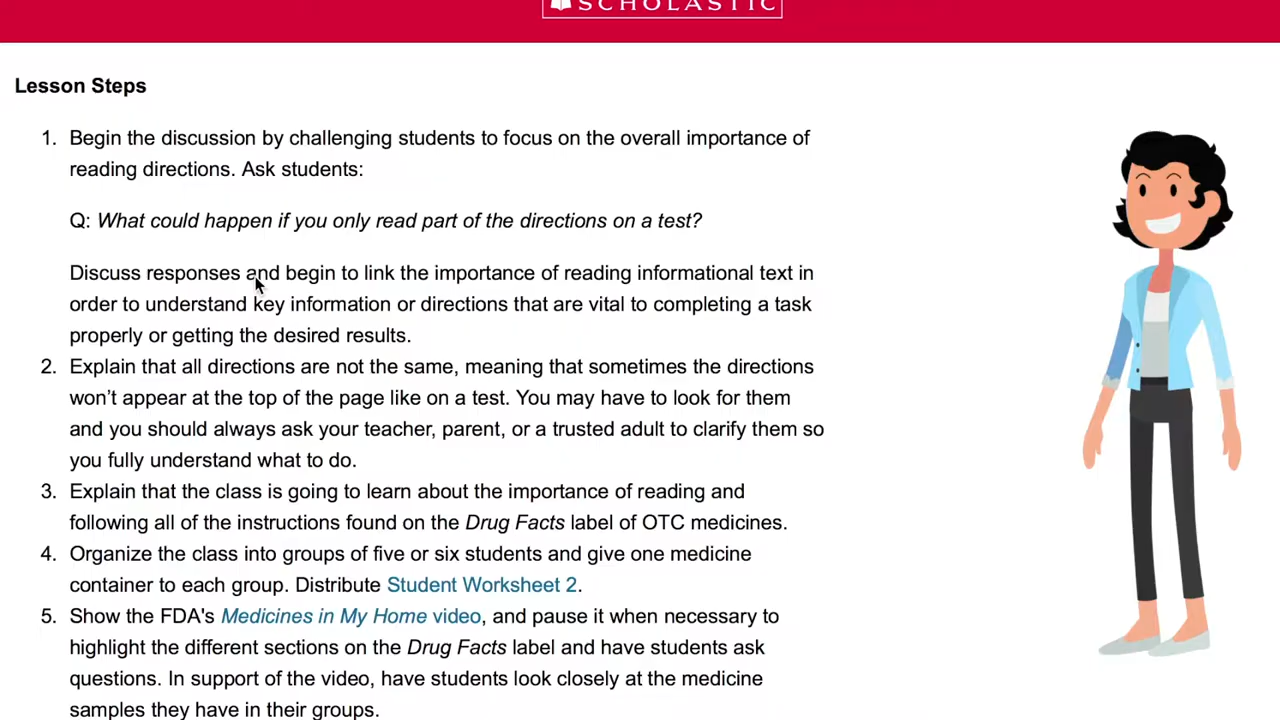 SCHOLASTIC
Lesson Steps
1. Begin the discussion by challenging students to focus on the overall importance of
reading directions. Ask students:
Q: What could happen if you only read part of the directions on a test?
Discuss responses and begin to link the importance of reading informational text in
order to understand key information or directions that are vital to completing a task
properly or getting the desired results.
2. Explain that all directions are not the same, meaning that sometimes the directions
won’t appear at the top of the page like on a test. You may have to look for them
and you should always ask your teacher, parent, or a trusted adult to clarify them so
you fully understand what to do.
3. Explain that the class is going to learn about the importance of reading and
following all of the instructions found on the Drug Facts label of OTC medicines.
4. Organize the class into groups of five or six students and give one medicine
container to each group. Distribute Student Worksheet 2.
5. Show the FDA's Medicines in My Home video, and pause it when necessary to
highlight the different sections on the Drug Facts label and have students ask
questions. In support of the video, have students look closely at the medicine
samples they have in their groups.